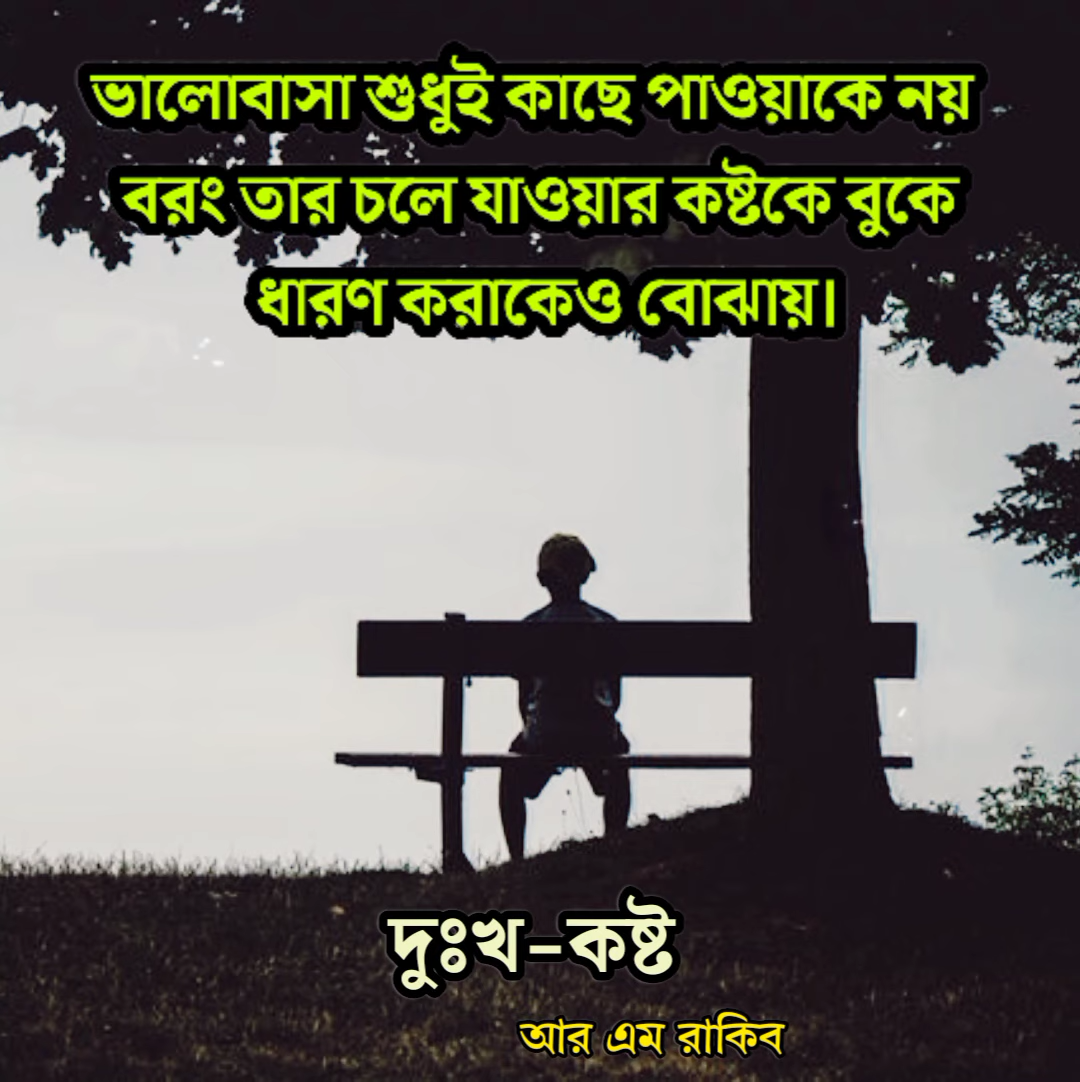 ভালোবাসা শুধুই কাছে পাওয়াকে নয়
বরং তার চলে যাওয়ার কষ্টকে বুকে
ধারণ করাকেও বোঝায়।
দুঃখ-কষ্ট
আর এম রাকিব